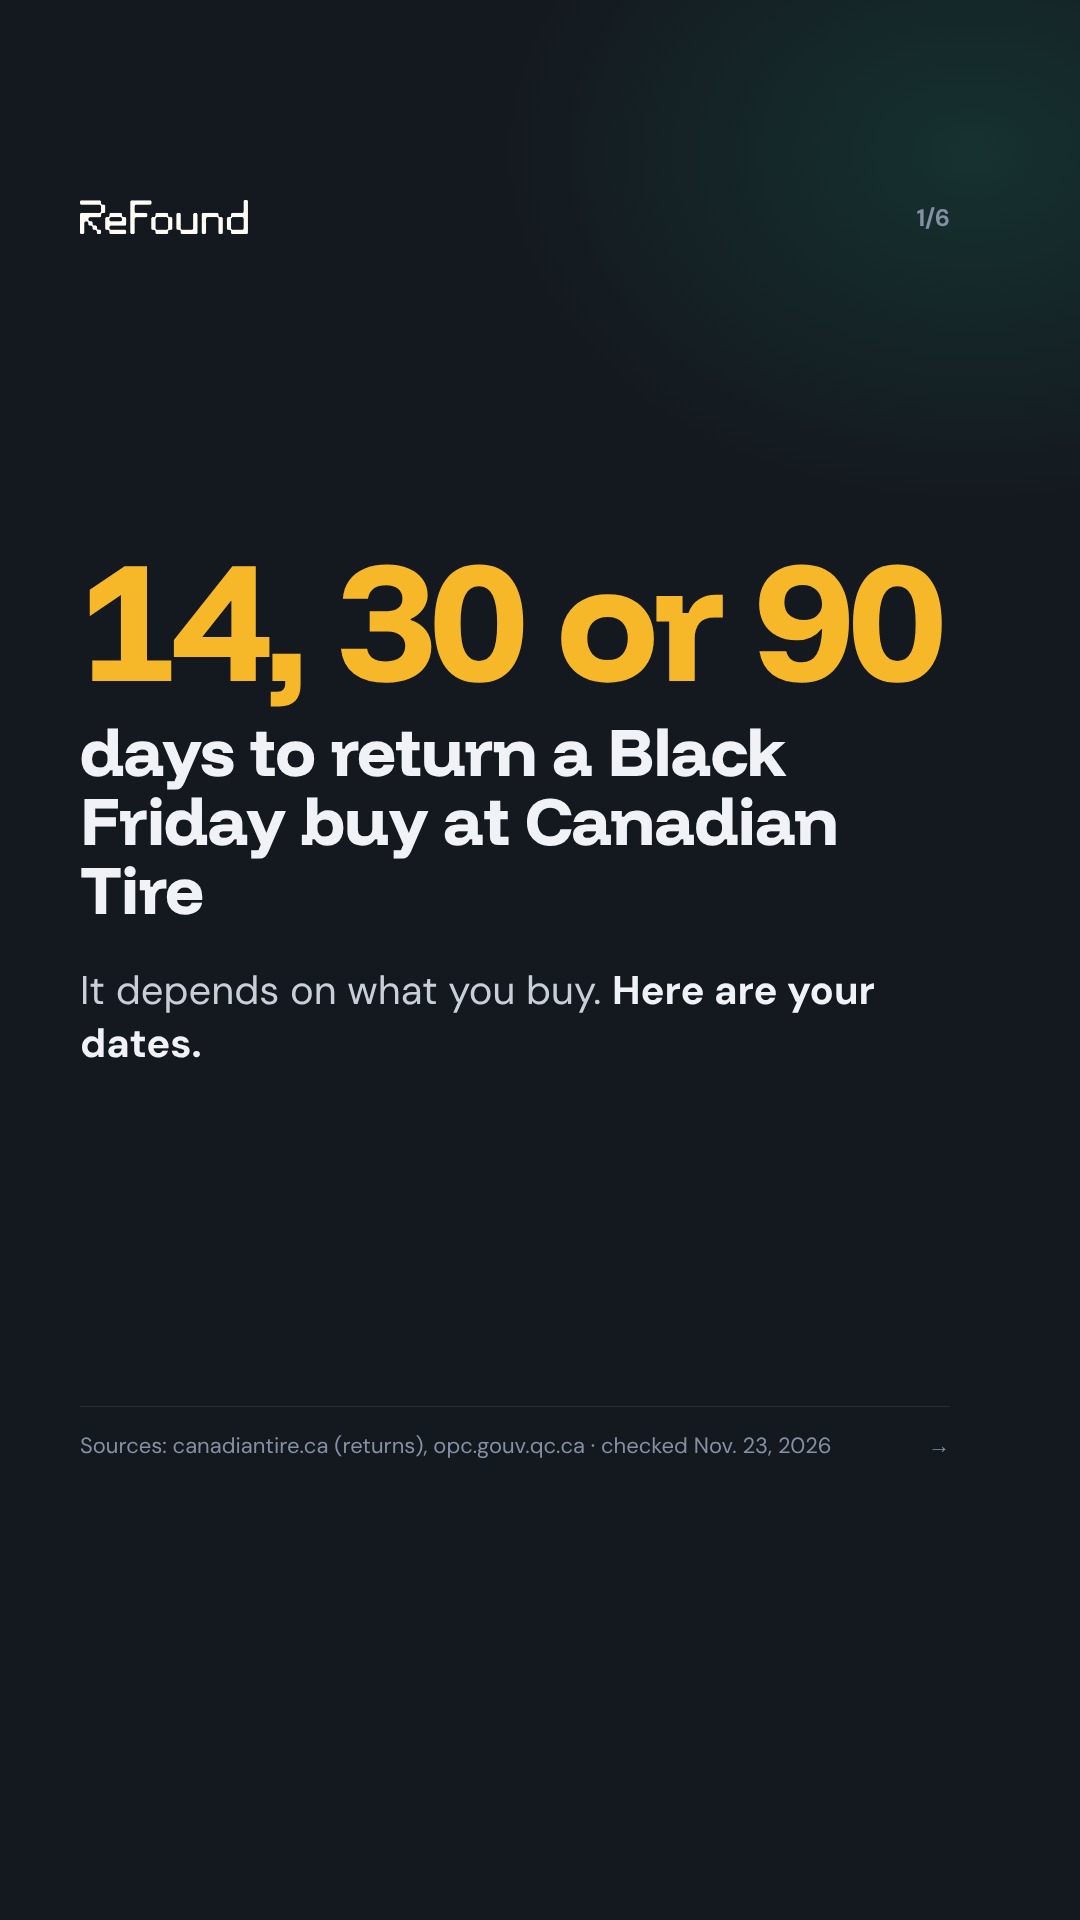 ReFound
1/6
14, 30 or 90
days to return a Black
Friday buy at Canadian
Tire
It depends on what you buy. Here are your
dates.
Sources: canadiantire.ca (returns), opc.gouv.qc.ca · checked Nov. 23, 2026 →